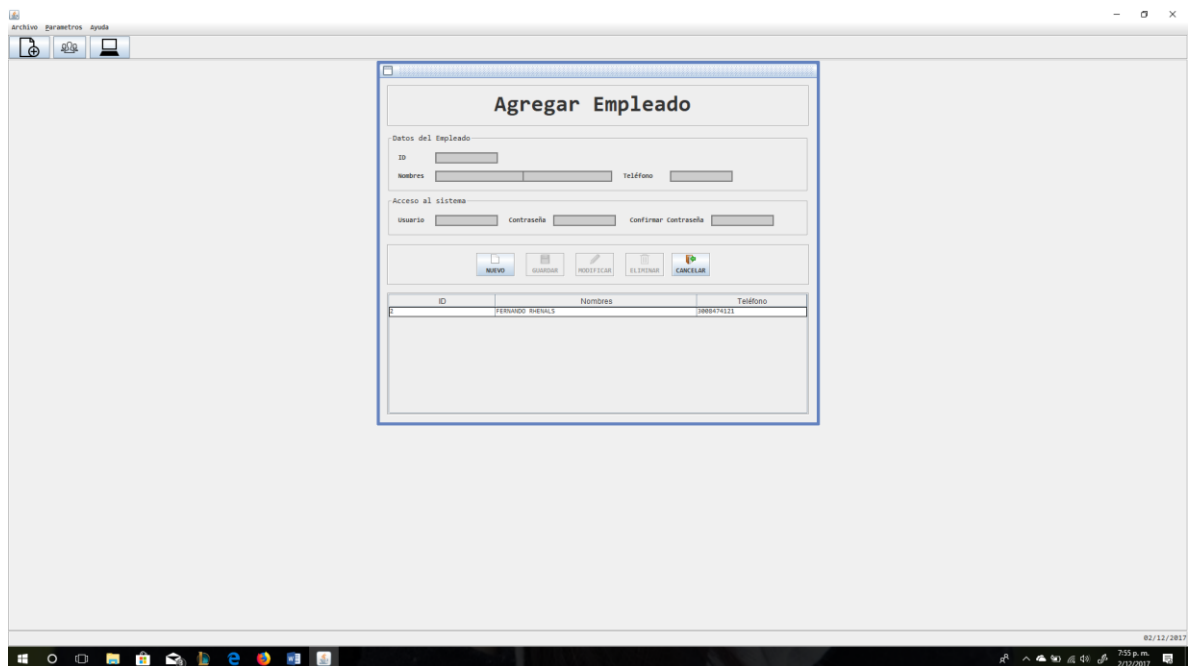 Archivo Parametros Ayuda
Agregar Empleado
Datos del Empleado
ID
Nombres Teléfono
Acceso al sistema
Usuario Contraseña Confirmar Contraseña
NUEVO GUARDAR MODIFICAR ELIMINAR CANCELAR
ID Nombres Teléfono
2 FERNANDO RHENALS 3008474121
02/12/2017
7:55 p. m.
2/12/2017